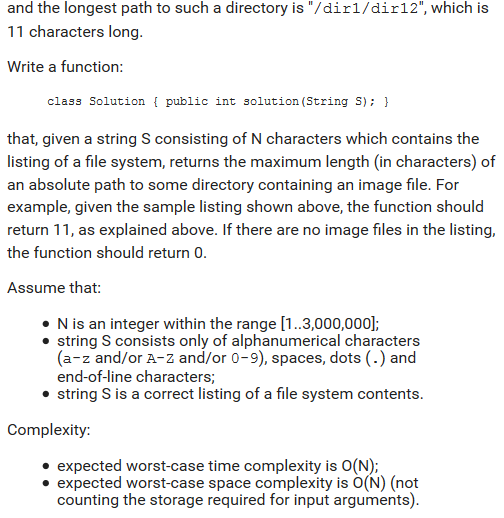 and the longest path to such a directory is "/dir1/dir12", which is
11 characters long.
Write a function:
class Solution { public int solution(String S); }
that, given a string S consisting of N characters which contains the
listing of a file system, returns the maximum length (in characters) of
an absolute path to some directory containing an image file. For
example, given the sample listing shown above, the function should
return 11, as explained above. If there are no image files in the listing,
the function should return 0.
Assume that:
• N is an integer within the range [1..3,000,000];
• string S consists only of alphanumerical characters
(a-z and/or A-Z and/or 0-9), spaces, dots (.) and
end-of-line characters;
• string S is a correct listing of a file system contents.
Complexity:
• expected worst-case time complexity is O(N);
• expected worst-case space complexity is O(N) (not
counting the storage required for input arguments).